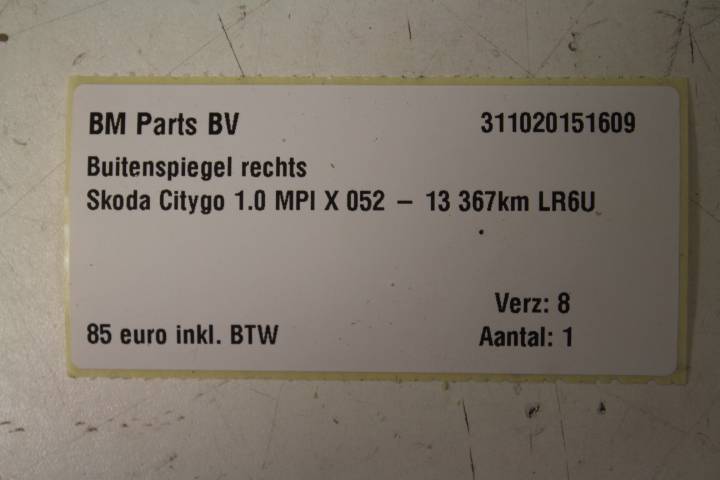 BM Parts BV 311020151609
Buitenspiegel rechts
Skoda Citygo 1.0 MPI X 052 – 13 367km LR6U
Verz: 8
85 euro inkl. BTW Aantal: 1